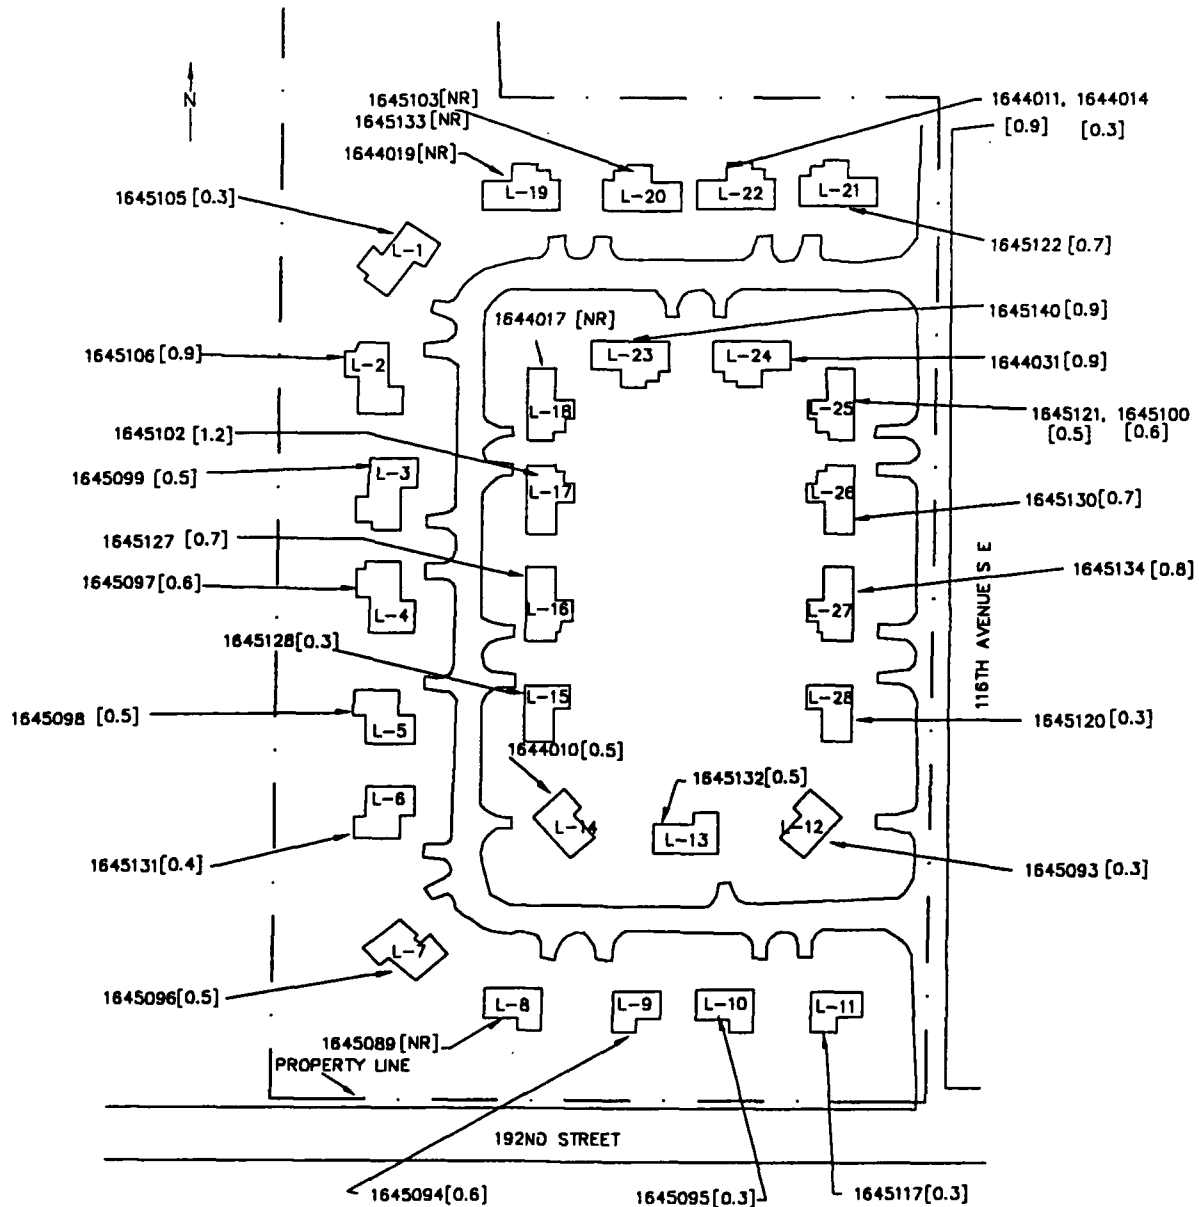 N
1645103[NR]
1645133[NR]
1644019[NR]
1644011, 1644014
[0.9] [0.3]
L-19
L-20
L-22
L-21
1645105 [0.3]
L-1
1645122 [0.7]
1644017 [NR]
1645140[0.9]
1645106 [0.9]
L-2
L-23
L-24
1644031[0.9]
L-18
L-25
1645121, 1645100
[0.5] [0.6]
1645102 [1.2]
1645099 [0.5]
L-3
L-17
L-26
1645130[0.7]
1645127 [0.7]
1645134 [0.8]
1645097[0.6]
L-4
L-16
L-27
116TH AVENUE S E
1645128[0.3]
1645098 [0.5]
L-5
L-15
L-28
1645120[0.3]
1644010[0.5]
1645132[0.5]
L-6
L-14
L-13
L-12
1645131[0.4]
1645093 [0.3]
L-7
1645096[0.5]
L-8
L-9
L-10
L-11
1645089[NR]
PROPERTY LINE
192ND STREET
1645094[0.6]
1645095[0.3]
1645117[0.3]